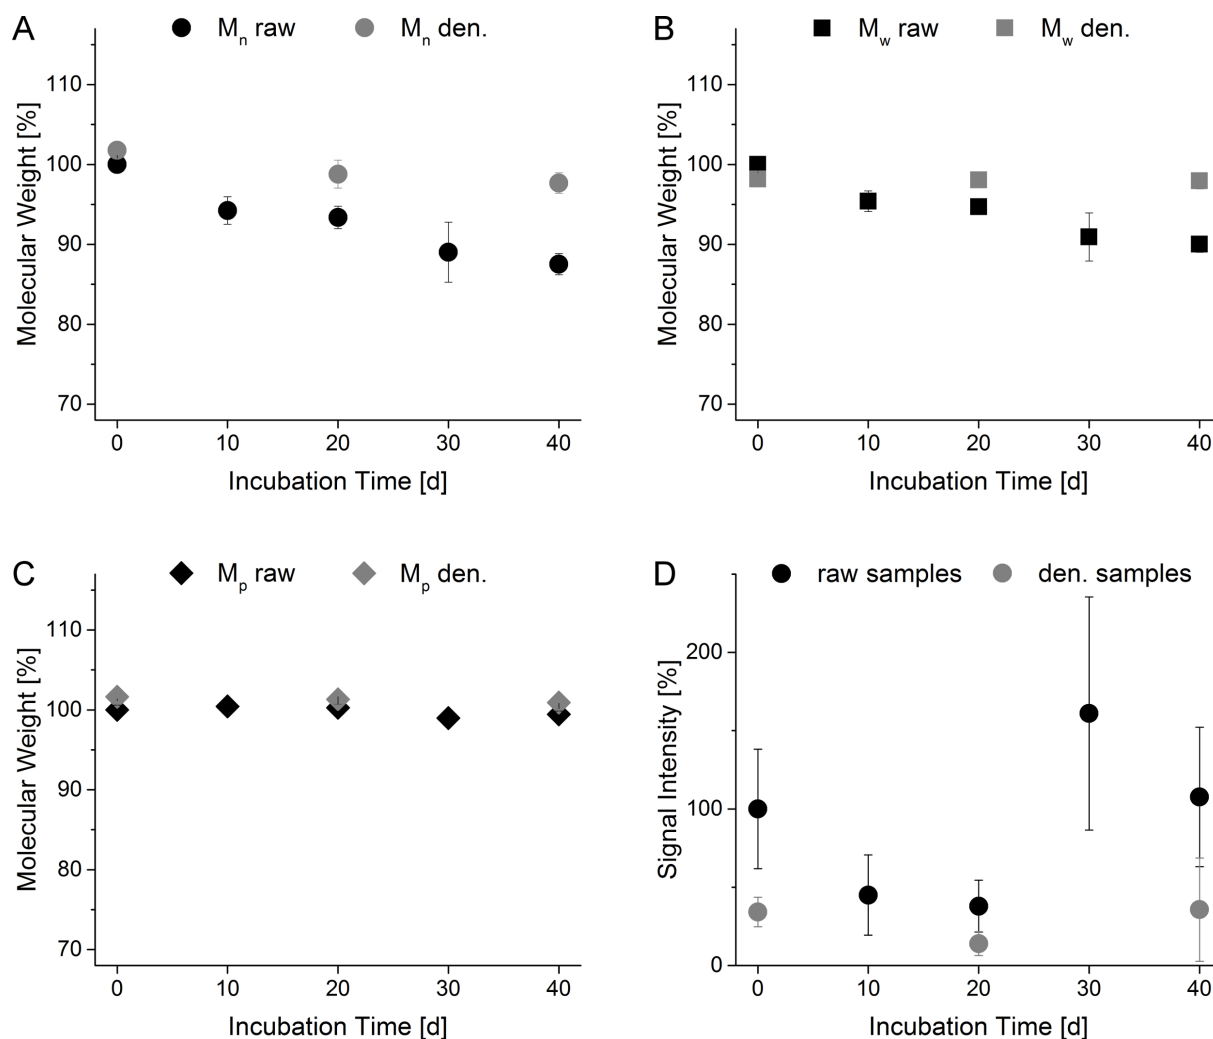 A
Mn raw Mn den.
110
100
90
80
70
Molecular Weight [%]
0 10 20 30 40
Incubation Time [d]
B
Mw raw Mw den.
110
100
90
80
70
Molecular Weight [%]
0 10 20 30 40
Incubation Time [d]
C
Mp raw Mp den.
110
100
90
80
70
Molecular Weight [%]
0 10 20 30 40
Incubation Time [d]
D
raw samples den. samples
200
100
0
Signal Intensity [%]
0 10 20 30 40
Incubation Time [d]